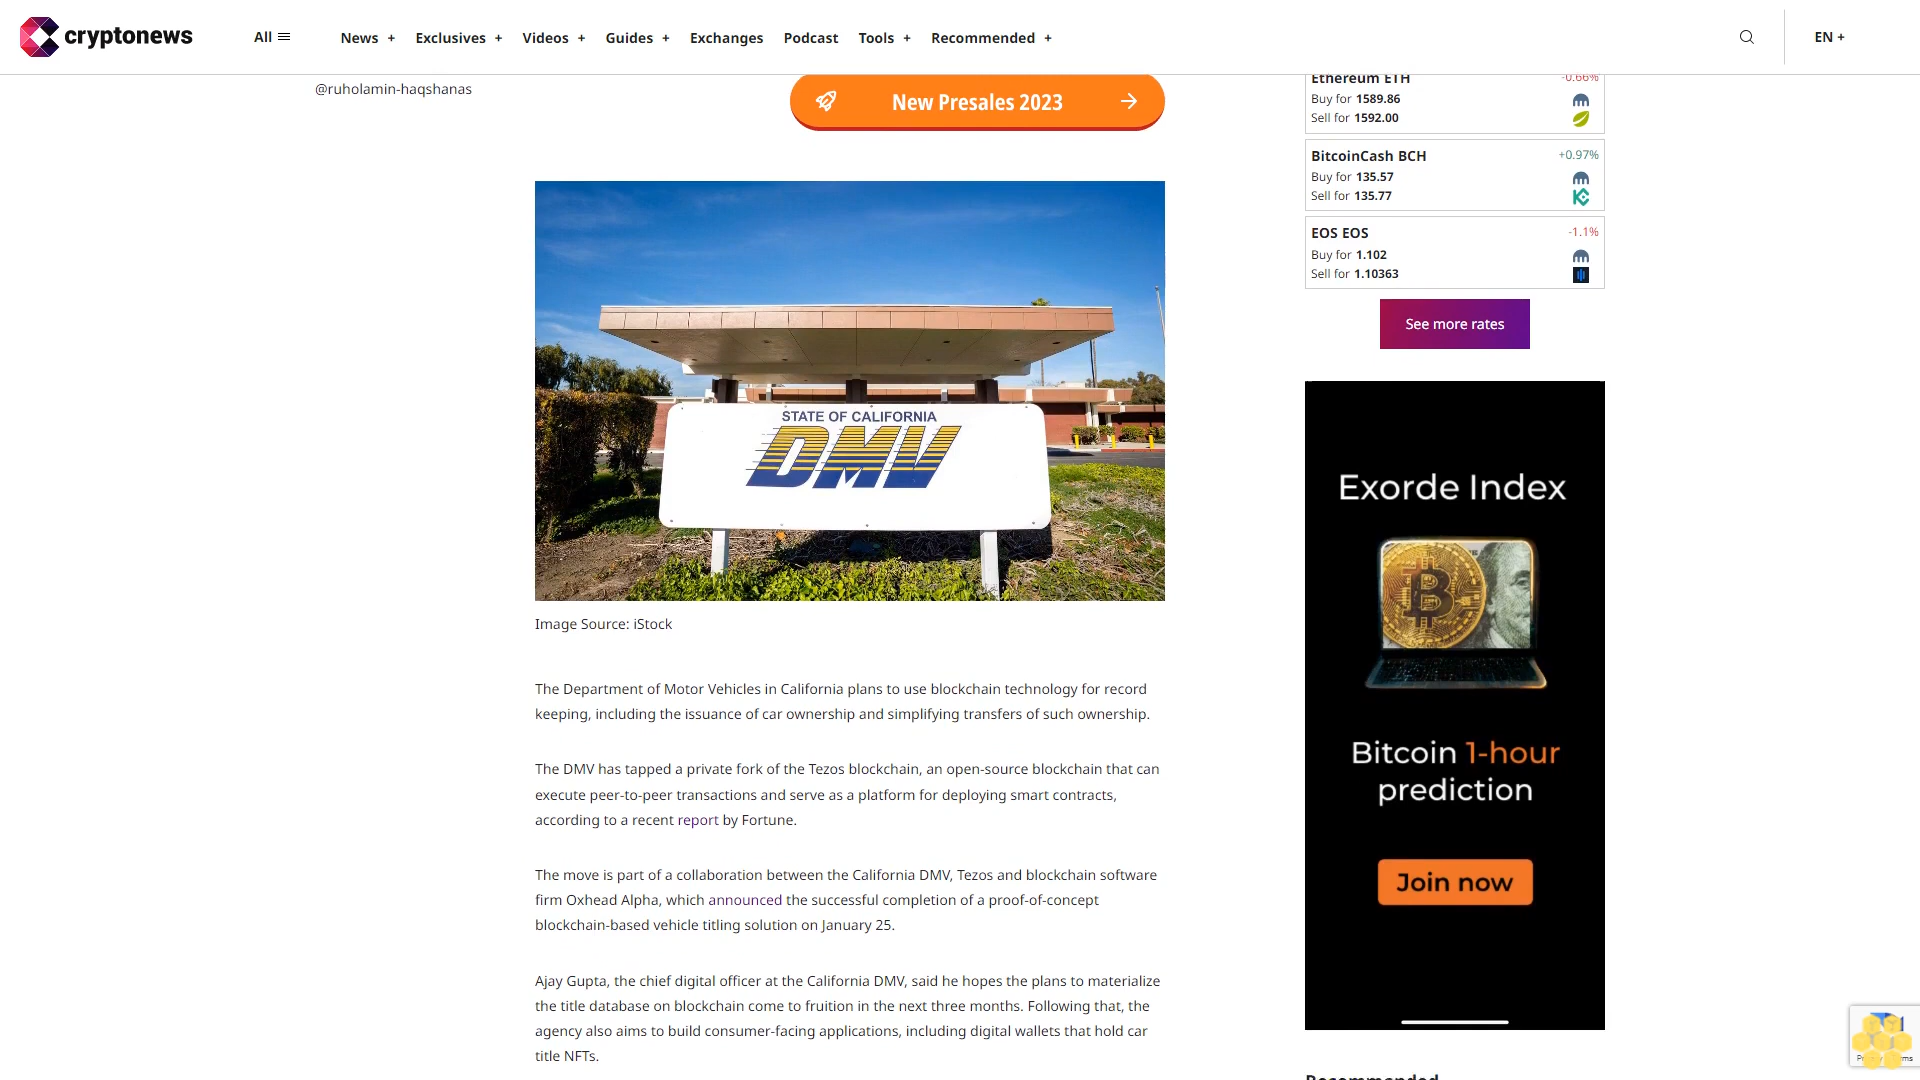 cryptonews
All
News +
Exclusives +
Videos +
Guides +
Exchanges
Podcast
Tools +
Recommended +
EN +
@ruholamin-haqshanas
New Presales 2023
STATE OF CALIFORNIA
DMV
Image Source: iStock
The Department of Motor Vehicles in California plans to use blockchain technology for record
keeping, including the issuance of car ownership and simplifying transfers of such ownership.
The DMV has tapped a private fork of the Tezos blockchain, an open-source blockchain that can
execute peer-to-peer transactions and serve as a platform for deploying smart contracts,
according to a recent report by Fortune.
The move is part of a collaboration between the California DMV, Tezos and blockchain software
firm Oxhead Alpha, which announced the successful completion of a proof-of-concept
blockchain-based vehicle titling solution on January 25.
Ajay Gupta, the chief digital officer at the California DMV, said he hopes the plans to materialize
the title database on blockchain come to fruition in the next three months. Following that, the
agency also aims to build consumer-facing applications, including digital wallets that hold car
title NFTs.
Ethereum ETH -0.66%
Buy for 1589.86
Sell for 1592.00
BitcoinCash BCH +0.97%
Buy for 135.57
Sell for 135.77
EOS EOS -1.1%
Buy for 1.102
Sell for 1.10363
See more rates
Exorde Index
Bitcoin 1-hour
prediction
Join now
Recommended